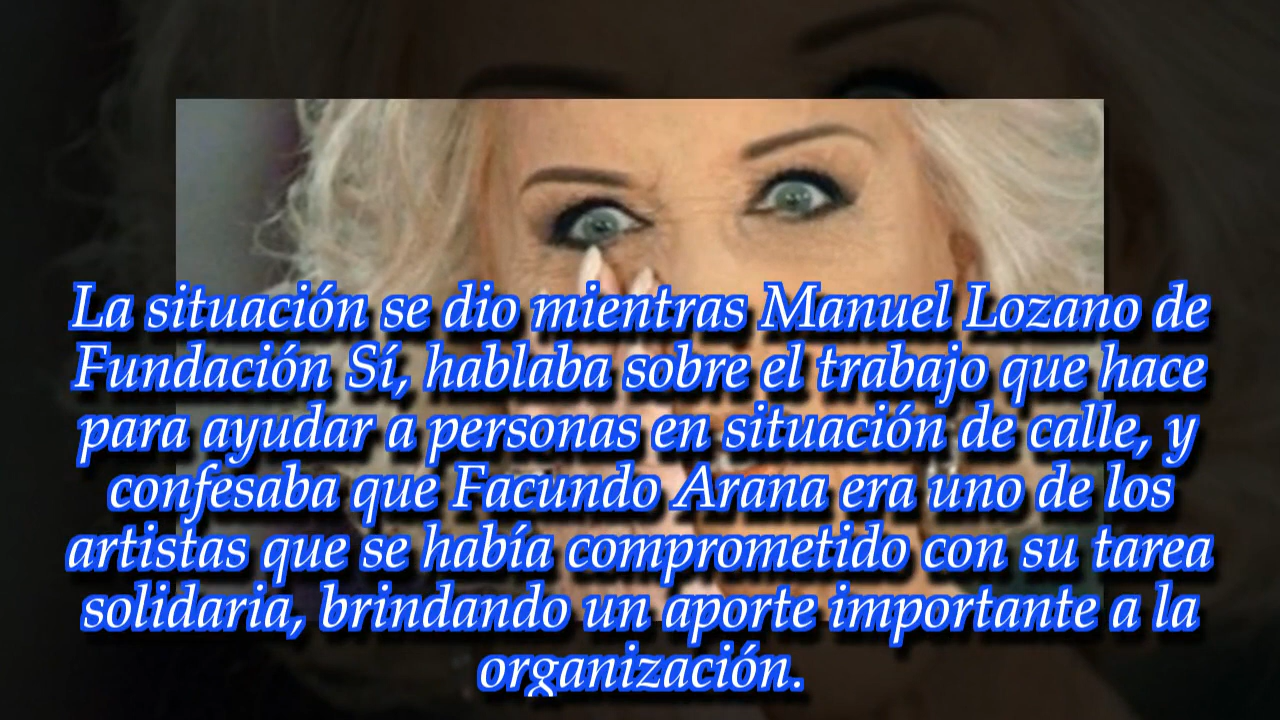 La situación se dio mientras Manuel Lozano de
Fundación Sí, hablaba sobre el trabajo que hace
para ayudar a personas en situación de calle, y
confesaba que Facundo Arana era uno de los
artistas que se había comprometido con su tarea
solidaria, brindando un aporte importante a la
organización.